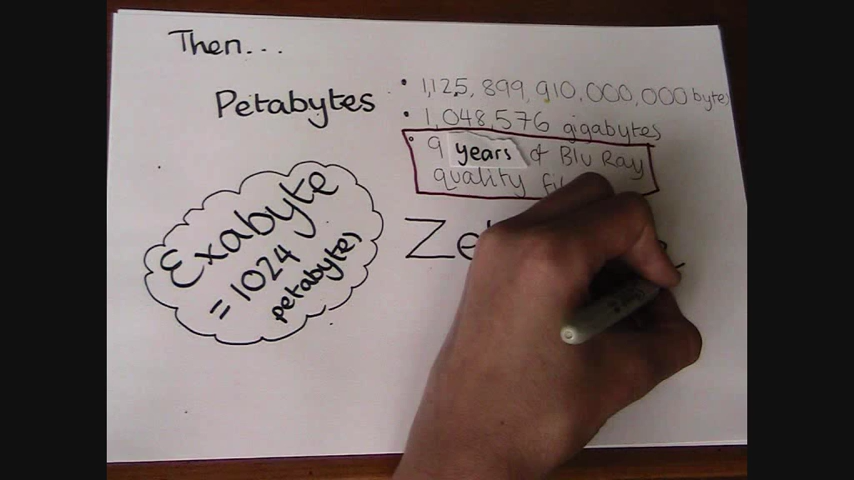 Then...
Petabytes
• 1,125,899,910,000,000 bytes
• 1,048,576 gigabytes
• 9 years of Blu Ray
quality
Exabyte
= 1024
petabytes